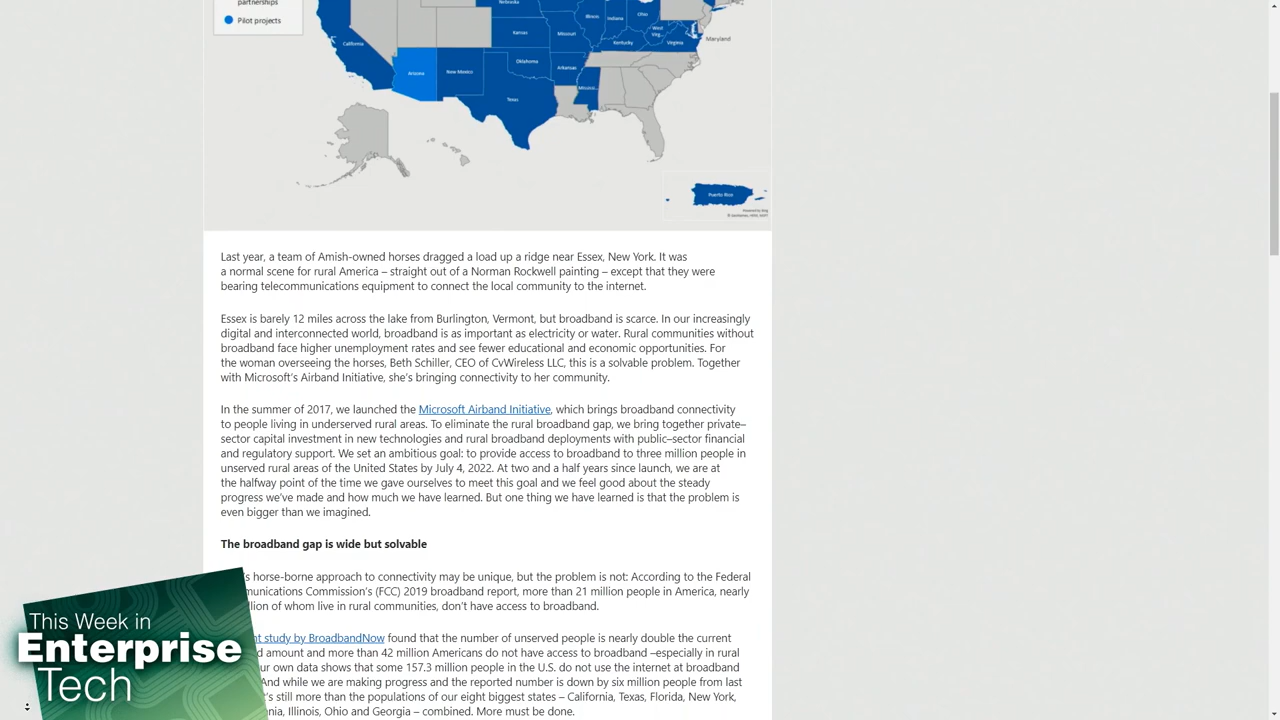 partnerships
Pilot projects
Nebraska
Illinois
Indiana
Ohio
West
Virg.
Virginia
Maryland
California
Kansas
Missouri
Kentucky
Arizona
New Mexico
Oklahoma
Arkansas
Texas
Mississi...
Puerto Rico
Powered by Bing
Last year, a team of Amish-owned horses dragged a load up a ridge near Essex, New York. It was
a normal scene for rural America – straight out of a Norman Rockwell painting – except that they were
bearing telecommunications equipment to connect the local community to the internet.
Essex is barely 12 miles across the lake from Burlington, Vermont, but broadband is scarce. In our increasingly
digital and interconnected world, broadband is as important as electricity or water. Rural communities without
broadband face higher unemployment rates and see fewer educational and economic opportunities. For
the woman overseeing the horses, Beth Schiller, CEO of CvWireless LLC, this is a solvable problem. Together
with Microsoft's Airband Initiative, she's bringing connectivity to her community.
In the summer of 2017, we launched the Microsoft Airband Initiative, which brings broadband connectivity
to people living in underserved rural areas. To eliminate the rural broadband gap, we bring together private–
sector capital investment in new technologies and rural broadband deployments with public–sector financial
and regulatory support. We set an ambitious goal: to provide access to broadband to three million people in
unserved rural areas of the United States by July 4, 2022. At two and a half years since launch, we are at
the halfway point of the time we gave ourselves to meet this goal and we feel good about the steady
progress we've made and how much we have learned. But one thing we have learned is that the problem is
even bigger than we imagined.
The broadband gap is wide but solvable
s horse-borne approach to connectivity may be unique, but the problem is not: According to the Federal
munications Commission's (FCC) 2019 broadband report, more than 21 million people in America, nearly
llion of whom live in rural communities, don't have access to broadband.
nt study by BroadbandNow found that the number of unserved people is nearly double the current
d amount and more than 42 million Americans do not have access to broadband –especially in rural
ur own data shows that some 157.3 million people in the U.S. do not use the internet at broadband
And while we are making progress and the reported number is down by six million people from last
's still more than the populations of our eight biggest states – California, Texas, Florida, New York,
nia, Illinois, Ohio and Georgia – combined. More must be done.
This Week in
Enterprise
Tech